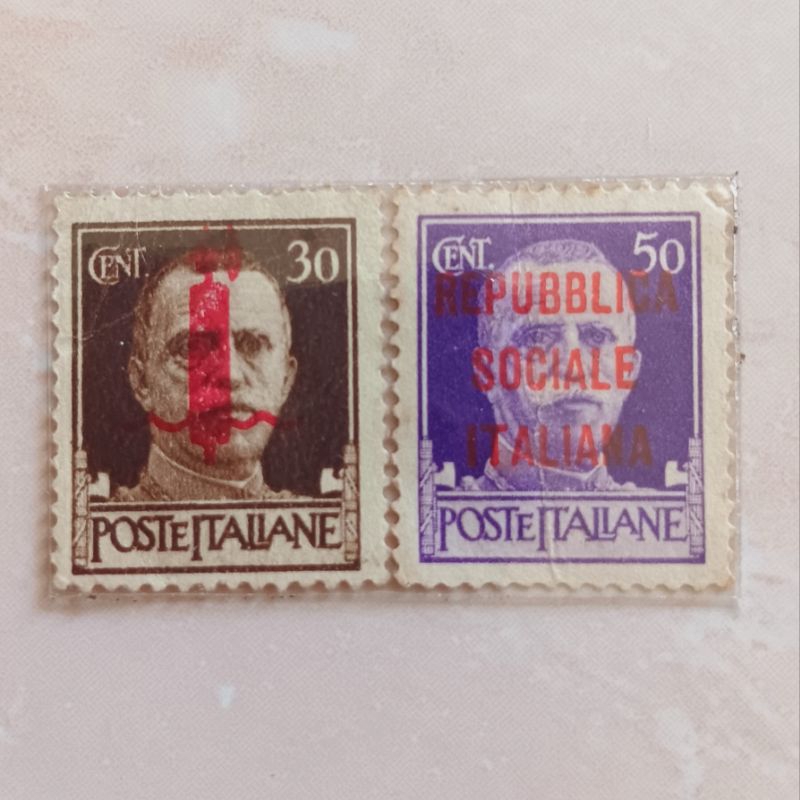 CENT. 30
POSTE ITALIANE
CENT. 50
REPUBBLICA
SOCIALE
ITALIANA
POSTE ITALIANE